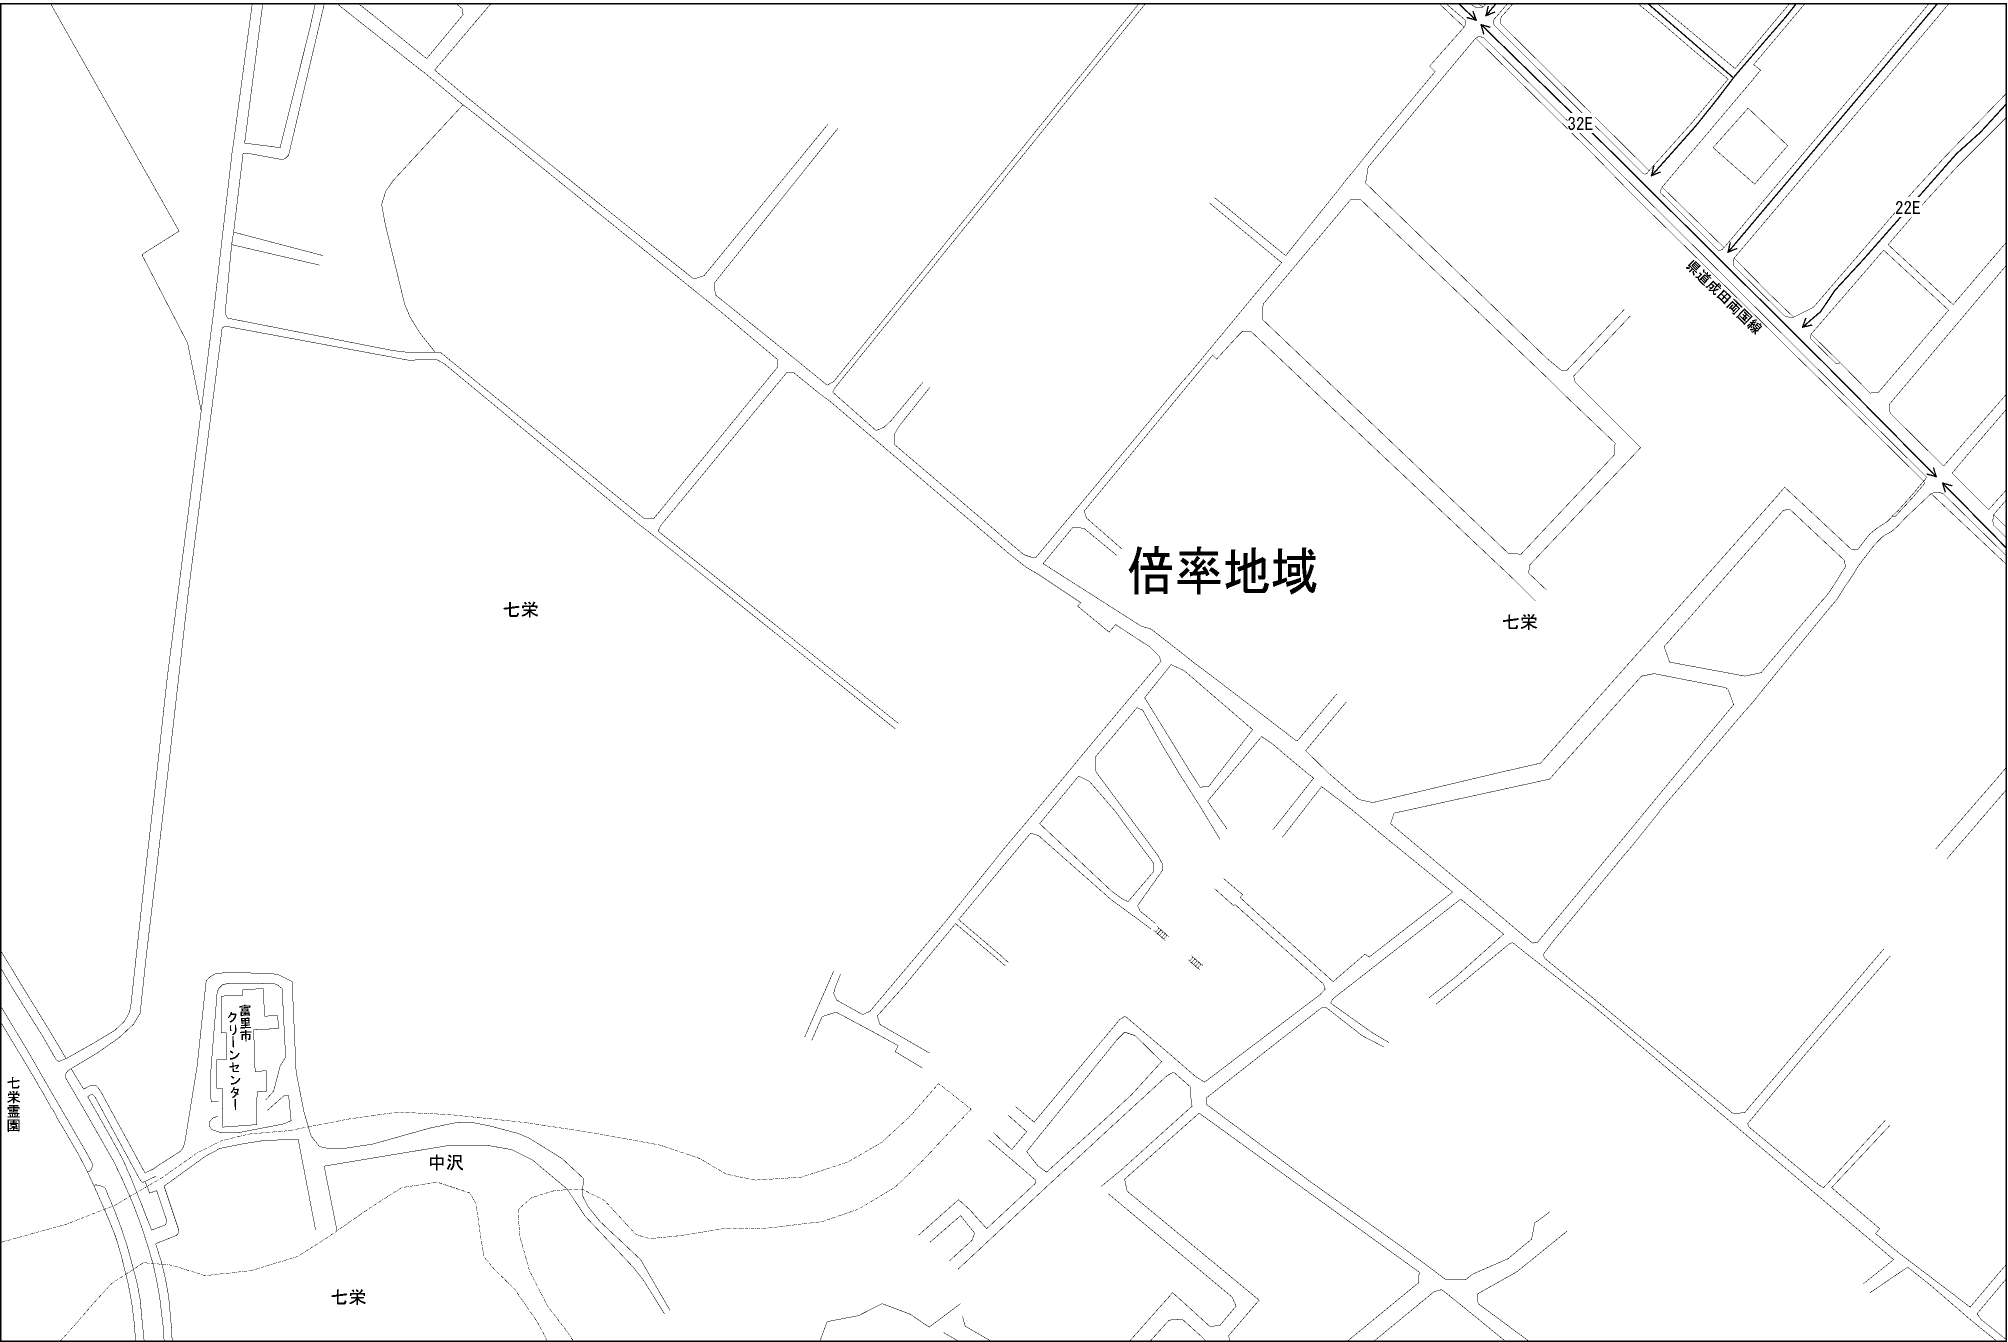 32E
22E
県道成田両国線
倍率地域
七栄
七栄
富里市
クリーンセンター
七栄霊園
中沢
七栄